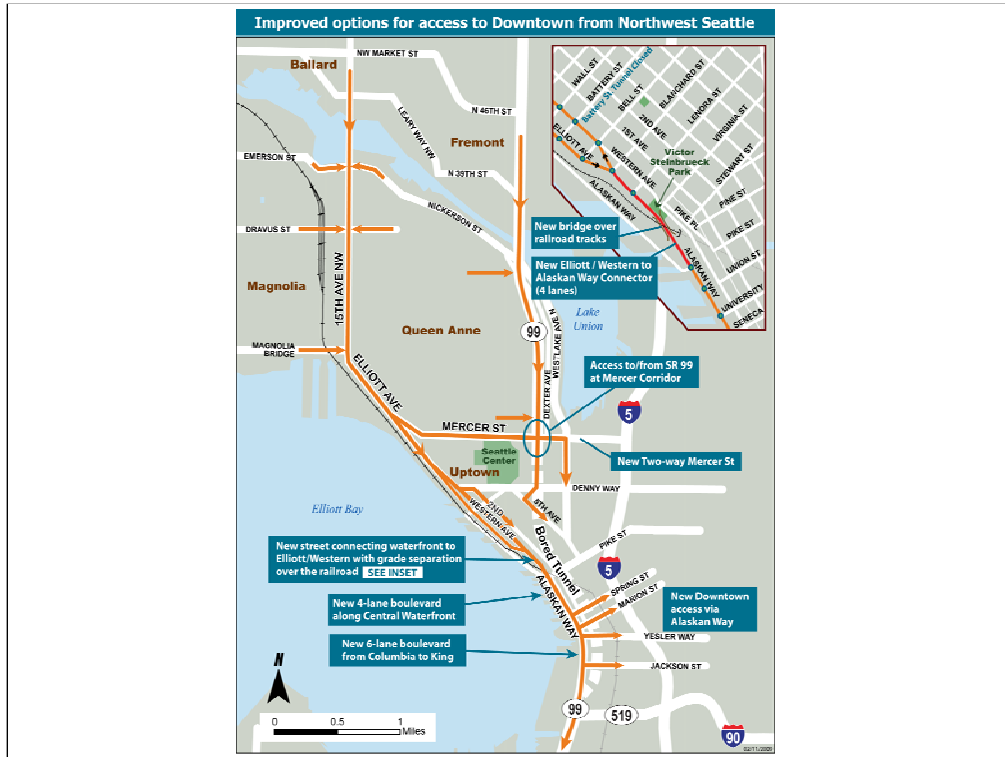 Improved options for access to Downtown from Northwest Seattle
NW MARKET ST
Ballard
LEARY WAY NW
N 46TH ST
Fremont
EMERSON ST
N 39TH ST
NICKERSON ST
DRAVUS ST
Magnolia
15TH AVE NW
Queen Anne
99
WESTLAKE AVE N
Lake
Union
DEXTER AVE
MAGNOLIA
BRIDGE
ELLIOTT AVE
MERCER ST
Access to/from SR 99
at Mercer Corridor
5
Seattle
Center
New Two-way Mercer St
Uptown
DENNY WAY
Elliott Bay
2ND
WESTERN AVE
5TH AVE
Bored Tunnel
PIKE ST
New street connecting waterfront to
Elliott/Western with grade separation
over the railroad SEE INSET
5
ALASKAN WAY
SPRING ST
MARION ST
New Downtown
access via
Alaskan Way
New 4-lane boulevard
along Central Waterfront
YESLER WAY
New 6-lane boulevard
from Columbia to King
JACKSON ST
N
99
519
90
0 0.5 1
Miles
WALL ST
BATTERY ST
Battery St. Tunnel Closed
BELL ST
BLANCHARD ST
LENORA ST
VIRGINIA ST
2ND AVE
1ST AVE
ELLIOTT AVE
WESTERN AVE
Victor
Steinbrueck
Park
STEWART ST
ALASKAN WAY
PINE ST
PIKE PL
PIKE ST
New bridge over
railroad tracks
ALASKAN WAY
UNION ST
New Elliott / Western to
Alaskan Way Connector
(4 lanes)
UNIVERSITY
SENECA